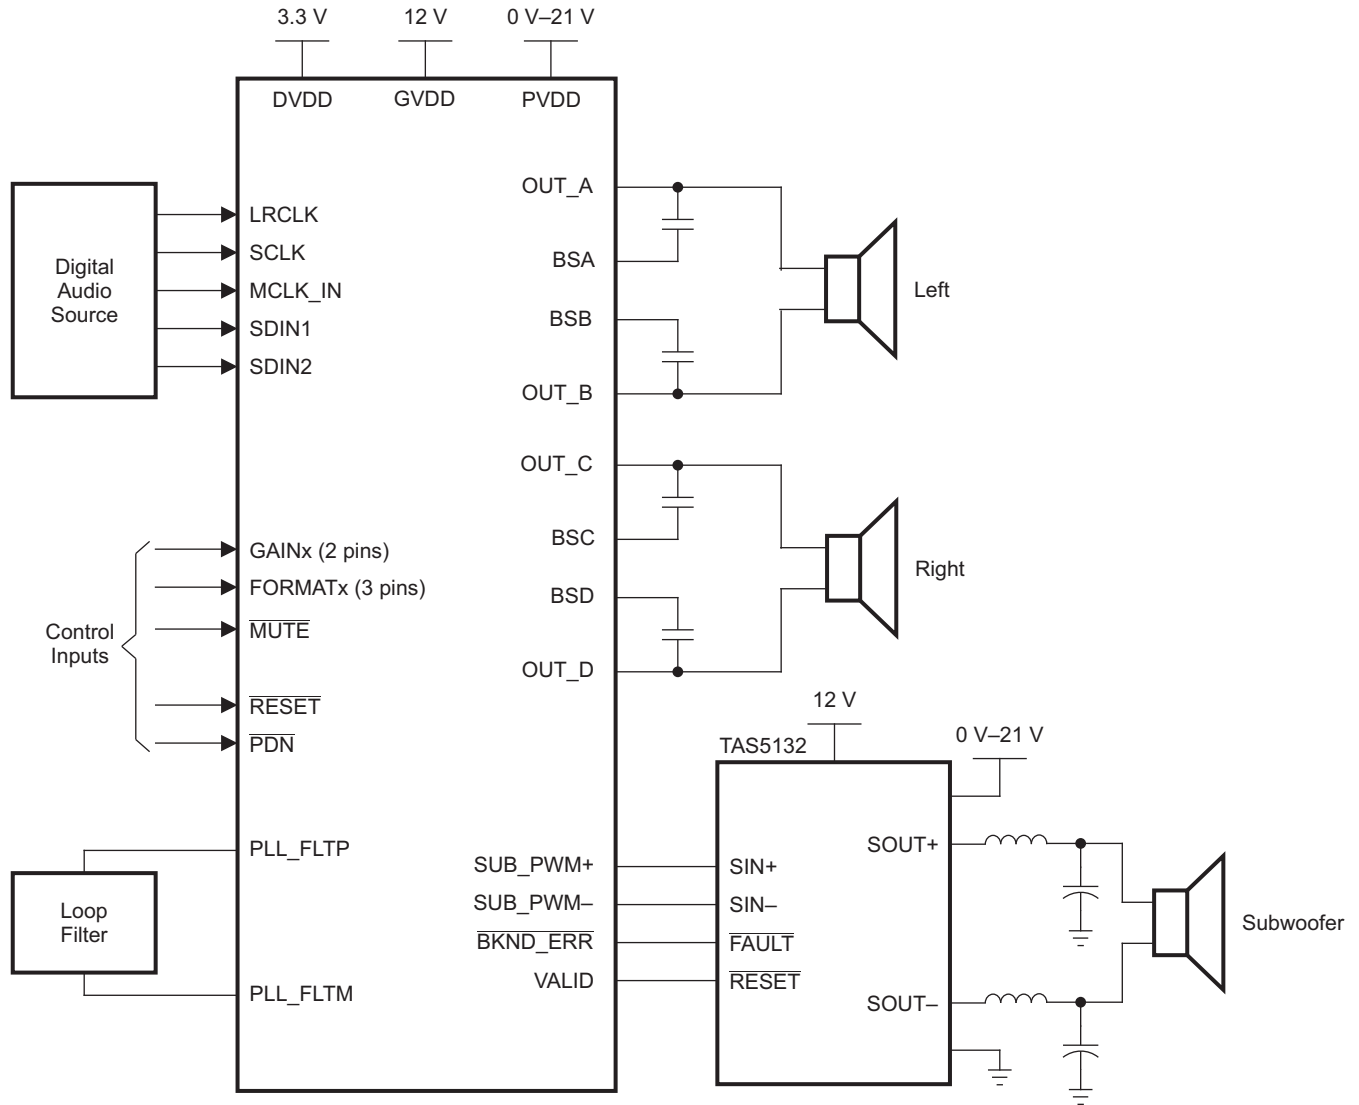 3.3 V
12 V
0 V–21 V
DVDD
GVDD
PVDD
Digital
Audio
Source
LRCLK
SCLK
MCLK_IN
SDIN1
SDIN2
OUT_A
BSA
BSB
OUT_B
Left
OUT_C
BSC
BSD
OUT_D
Right
Control
Inputs
GAINx (2 pins)
FORMATx (3 pins)
MUTE
RESET
PDN
Loop
Filter
PLL_FLTP
PLL_FLTM
SUB_PWM+
SUB_PWM–
BKND_ERR
VALID
12 V
0 V–21 V
TAS5132
SIN+
SIN–
FAULT
RESET
SOUT+
SOUT–
Subwoofer